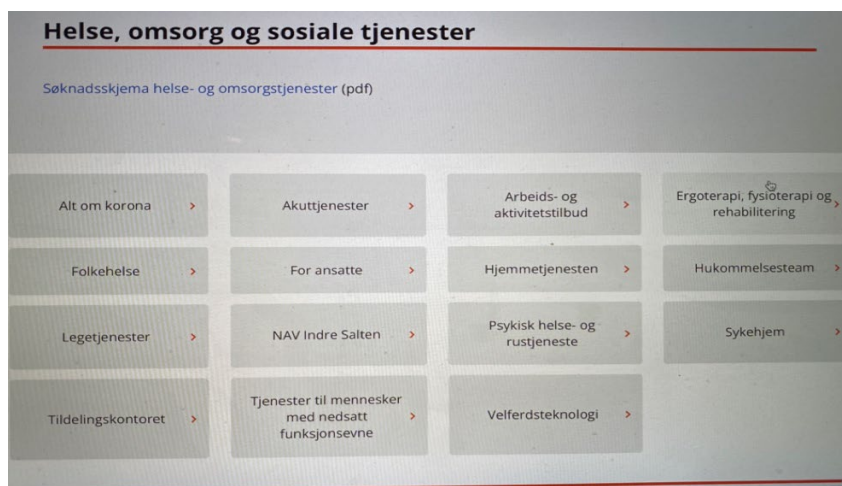 Helse, omsorg og sosiale tjenester
Søknadsskjema helse- og omsorgstjenester (pdf)
Alt om korona
Akuttjenester
Arbeids- og
aktivitetstilbud
Ergoterapi, fysioterapi og
rehabilitering
Folkehelse
For ansatte
Hjemmetjenesten
Hukommelsesteam
Legetjenester
NAV Indre Salten
Psykisk helse- og
rustjeneste
Sykehjem
Tildelingskontoret
Tjenester til mennesker
med nedsatt
funksjonsevne
Velferdsteknologi